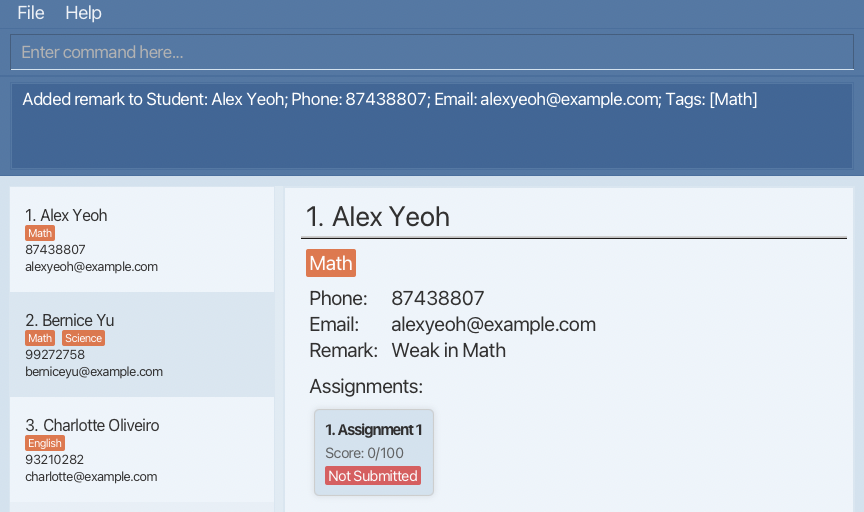 File Help
Enter command here...
Added remark to Student: Alex Yeoh; Phone: 87438807; Email: alexyeoh@example.com; Tags: [Math]
1. Alex Yeoh
Math
87438807
alexyeoh@example.com
2. Bernice Yu
Math Science
99272758
berniceyu@example.com
3. Charlotte Oliveiro
English
93210282
charlotte@example.com
1. Alex Yeoh
Math
Phone: 87438807
Email: alexyeoh@example.com
Remark: Weak in Math
Assignments:
1. Assignment 1
Score: 0/100
Not Submitted